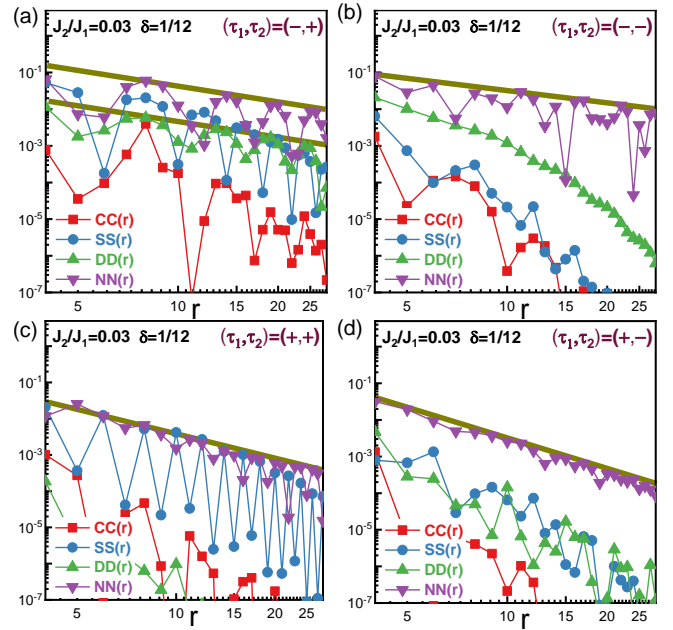 (a)
J₂/J₁=0.03 δ=1/12
(τ₁,τ₂)=(−,+)
10⁻¹
10⁻³
10⁻⁵
10⁻⁷
CC(r)
SS(r)
DD(r)
NN(r)
5 10 r 15 20 25
(b)
J₂/J₁=0.03 δ=1/12
(τ₁,τ₂)=(−,−)
10⁻¹
10⁻³
10⁻⁵
10⁻⁷
CC(r)
SS(r)
DD(r)
NN(r)
5 10 r 15 20 25
(c)
J₂/J₁=0.03 δ=1/12
(τ₁,τ₂)=(+,+)
10⁻¹
10⁻³
10⁻⁵
10⁻⁷
CC(r)
SS(r)
DD(r)
NN(r)
5 10 r 15 20 25
(d)
J₂/J₁=0.03 δ=1/12
(τ₁,τ₂)=(+,−)
10⁻¹
10⁻³
10⁻⁵
10⁻⁷
CC(r)
SS(r)
DD(r)
NN(r)
5 10 r 15 20 25